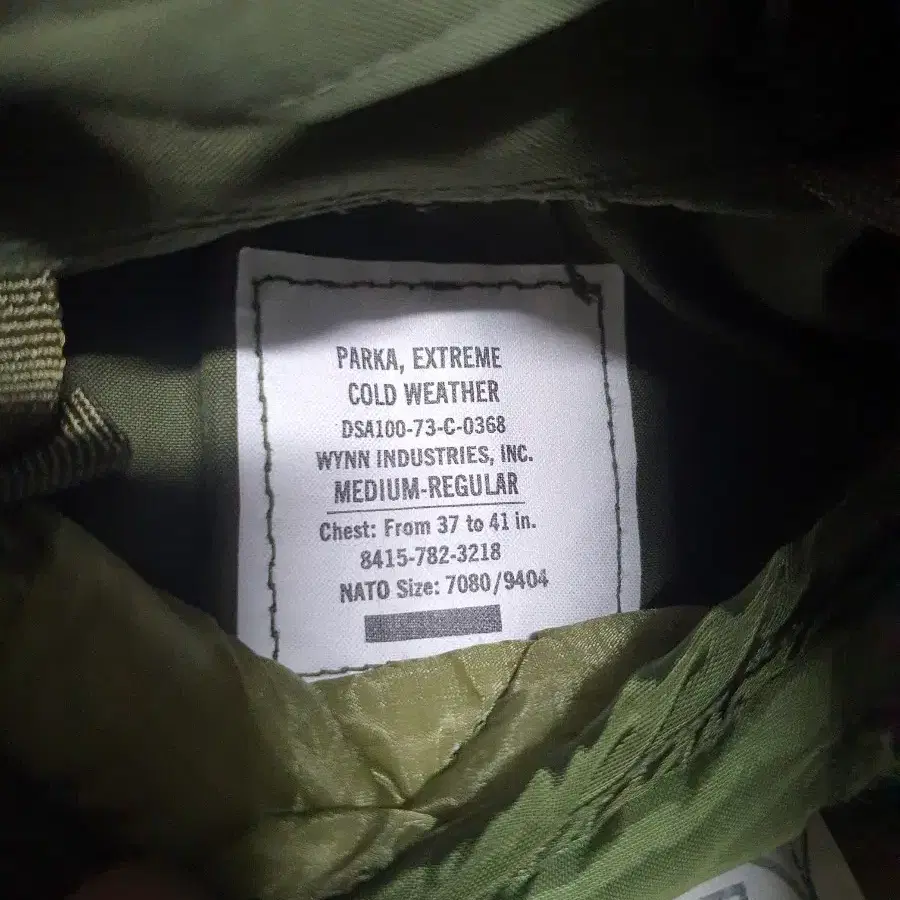 PARKA, EXTREME
COLD WEATHER
DSA100-73-C-0368
WYNN INDUSTRIES, INC.
MEDIUM-REGULAR
Chest: From 37 to 41 in.
8415-782-3218
NATO Size: 7080/9404